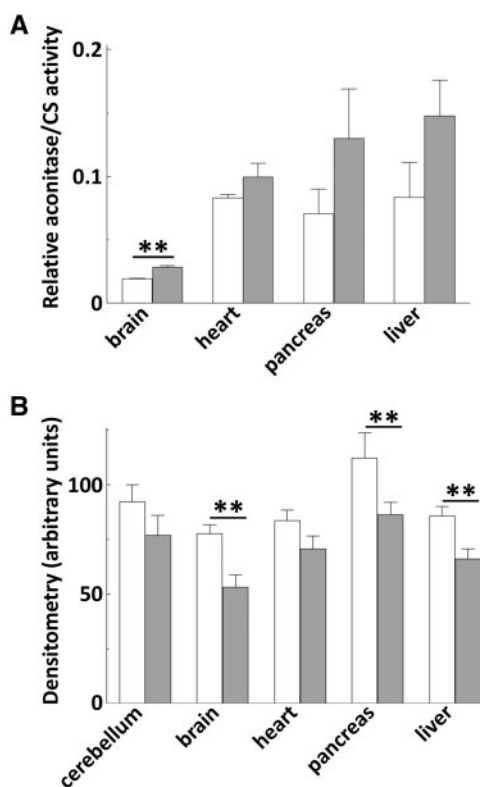 A
Relative aconitase/CS activity
0.2
0.1
0
**
brain
heart
pancreas
liver
B
Densitometry (arbitrary units)
100
50
0
**
**
**
cerebellum
brain
heart
pancreas
liver